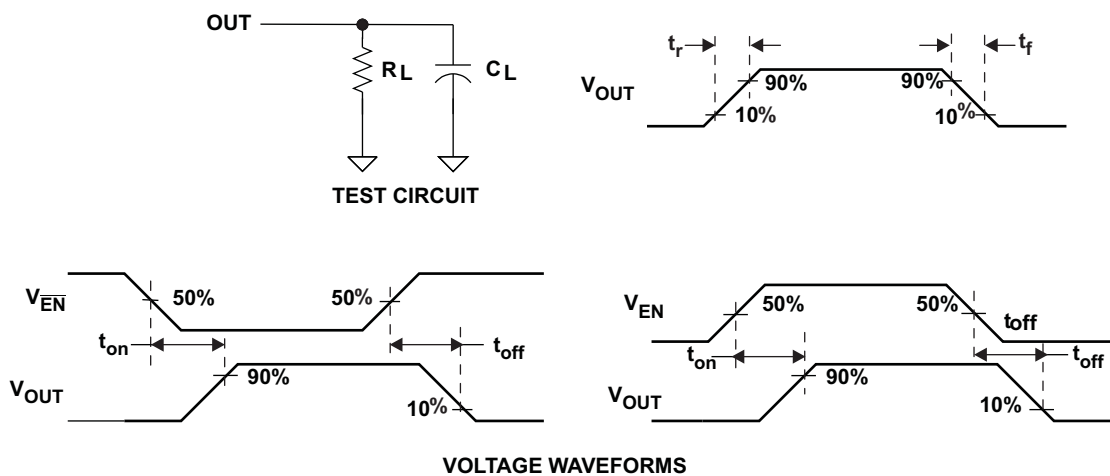 OUT
RL
CL
TEST CIRCUIT
tr
tf
VOUT
90%
90%
10%
10%
VEN
50%
50%
ton
toff
VOUT
90%
10%
VEN
50%
50%
toff
ton
toff
VOUT
90%
10%
VOLTAGE WAVEFORMS